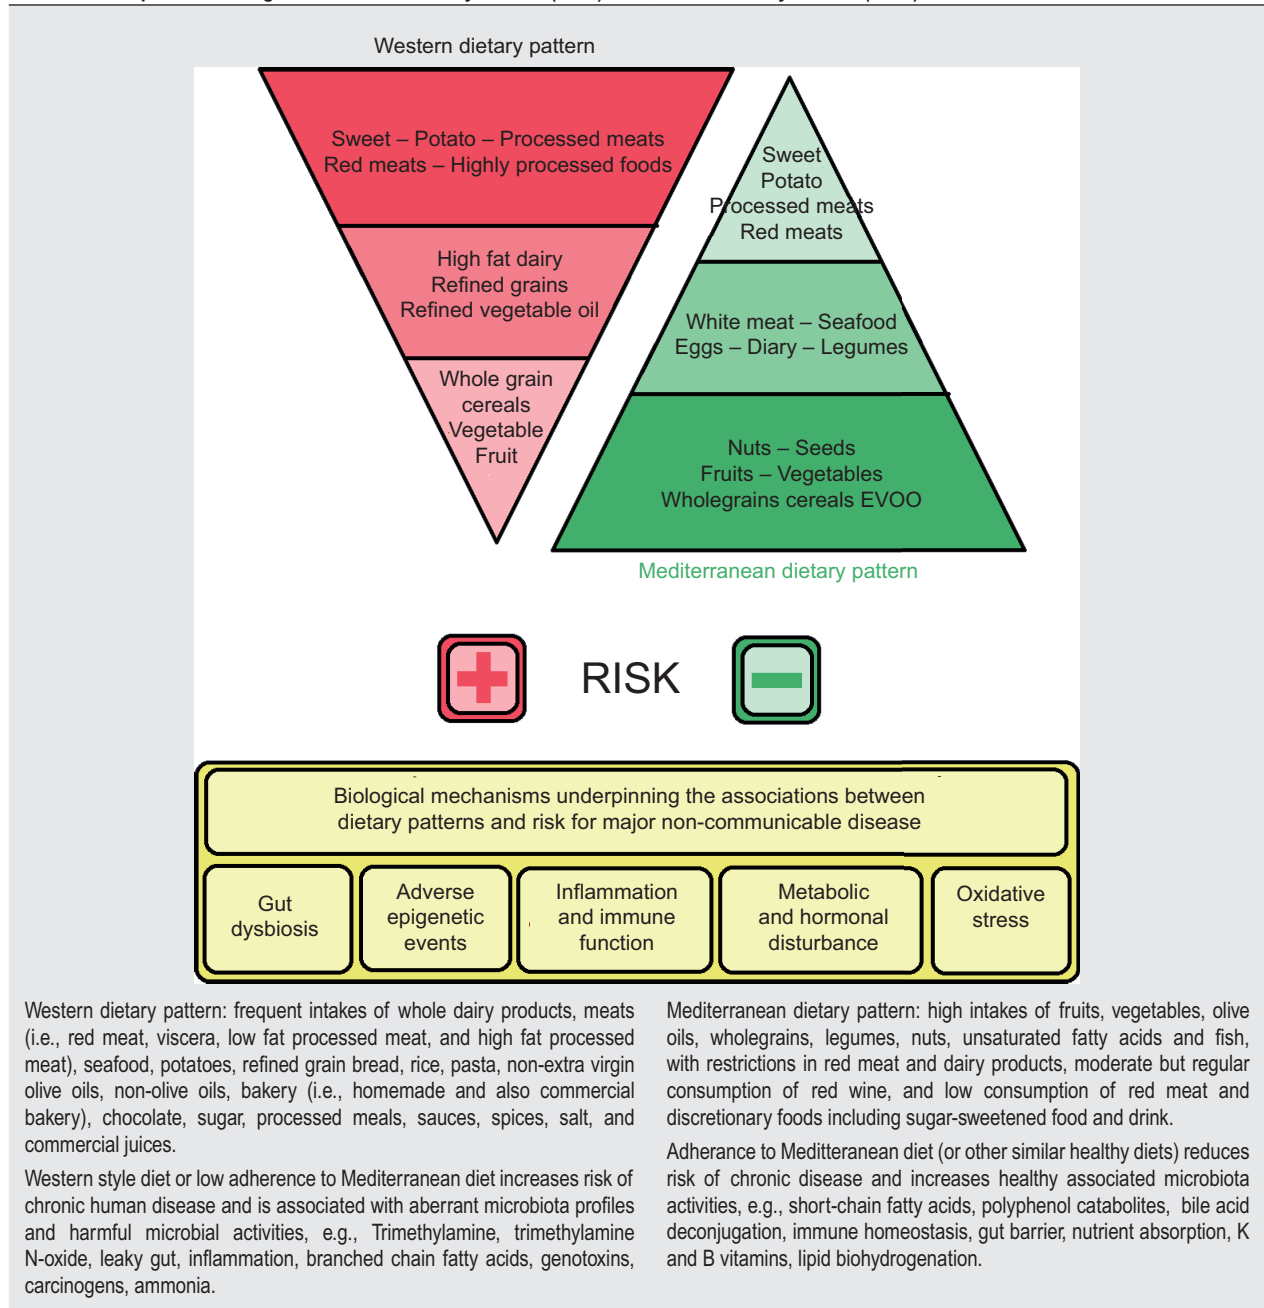 Western dietary pattern
Sweet – Potato – Processed meats
Red meats – Highly processed foods
High fat dairy
Refined grains
Refined vegetable oil
Whole grain
cereals
Vegetable
Fruit
Sweet
Potato
Processed meats
Red meats
White meat – Seafood
Eggs – Diary – Legumes
Nuts – Seeds
Fruits – Vegetables
Wholegrains cereals EVOO
Mediterranean dietary pattern
RISK
Biological mechanisms underpinning the associations between
dietary patterns and risk for major non-communicable disease
Gut
dysbiosis
Adverse
epigenetic
events
Inflammation
and immune
function
Metabolic
and hormonal
disturbance
Oxidative
stress
Western dietary pattern: frequent intakes of whole dairy products, meats
(i.e., red meat, viscera, low fat processed meat, and high fat processed
meat), seafood, potatoes, refined grain bread, rice, pasta, non-extra virgin
olive oils, non-olive oils, bakery (i.e., homemade and also commercial
bakery), chocolate, sugar, processed meals, sauces, spices, salt, and
commercial juices.
Western style diet or low adherence to Mediterranean diet increases risk of
chronic human disease and is associated with aberrant microbiota profiles
and harmful microbial activities, e.g., Trimethylamine, trimethylamine
N-oxide, leaky gut, inflammation, branched chain fatty acids, genotoxins,
carcinogens, ammonia.
Mediterranean dietary pattern: high intakes of fruits, vegetables, olive
oils, wholegrains, legumes, nuts, unsaturated fatty acids and fish,
with restrictions in red meat and dairy products, moderate but regular
consumption of red wine, and low consumption of red meat and
discretionary foods including sugar-sweetened food and drink.
Adherance to Meditteranean diet (or other similar healthy diets) reduces
risk of chronic disease and increases healthy associated microbiota
activities, e.g., short-chain fatty acids, polyphenol catabolites, bile acid
deconjugation, immune homeostasis, gut barrier, nutrient absorption, K
and B vitamins, lipid biohydrogenation.